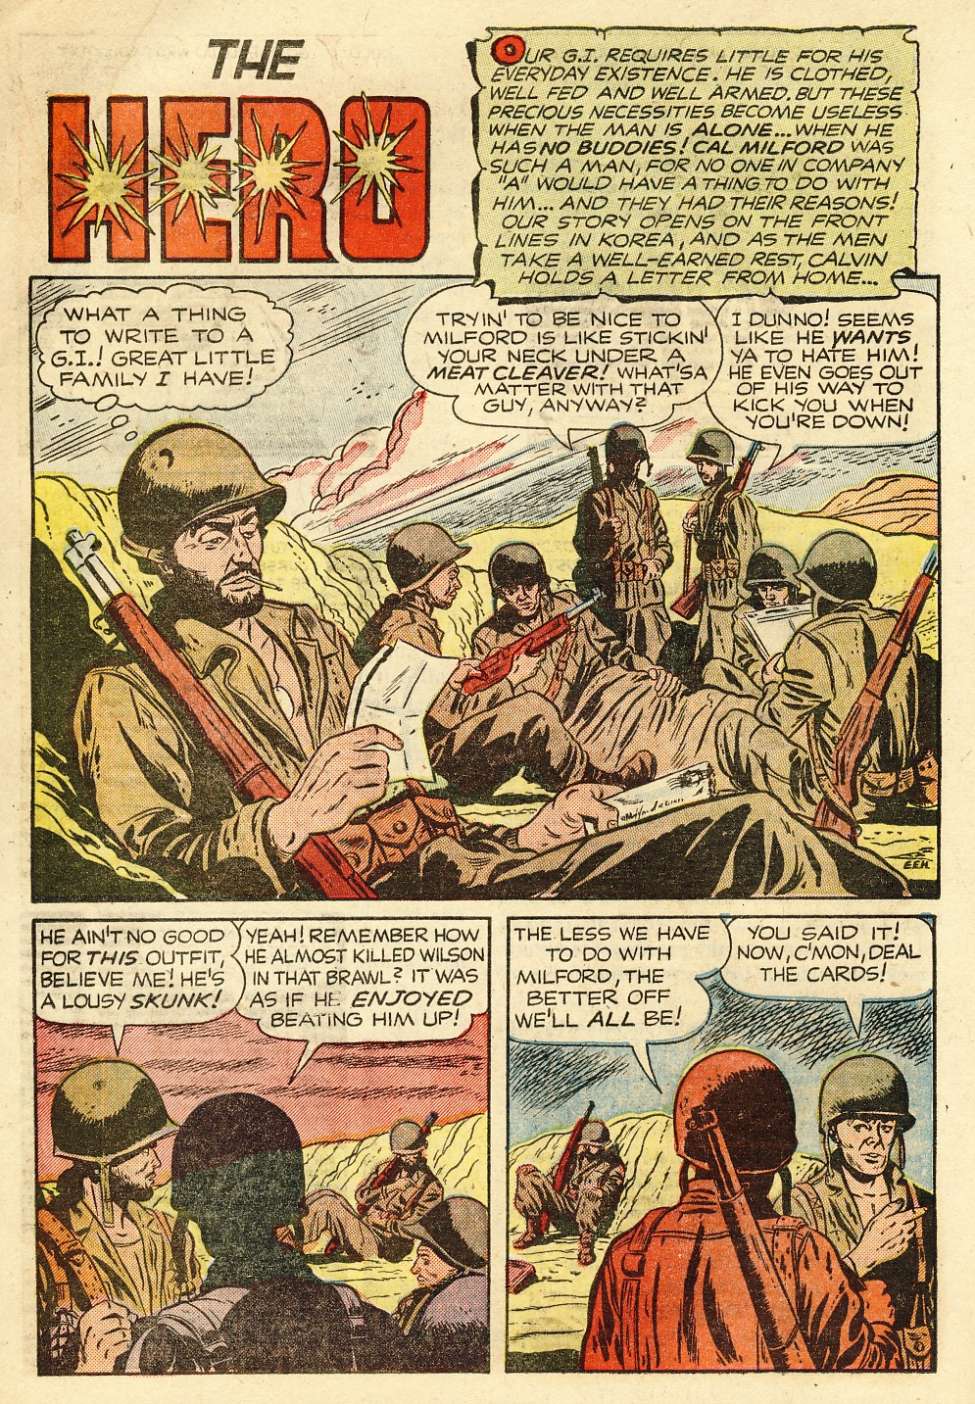 THE
HERO
OUR G.I. REQUIRES LITTLE FOR HIS
EVERYDAY EXISTENCE. HE IS CLOTHED,
WELL FED AND WELL ARMED. BUT THESE
PRECIOUS NECESSITIES BECOME USELESS
WHEN THE MAN IS ALONE... WHEN HE
HAS NO BUDDIES! CAL MILFORD WAS
SUCH A MAN, FOR NO ONE IN COMPANY
"A" WOULD HAVE A THING TO DO WITH
HIM... AND THEY HAD THEIR REASONS!
OUR STORY OPENS ON THE FRONT
LINES IN KOREA, AND AS THE MEN
TAKE A WELL-EARNED REST, CALVIN
HOLDS A LETTER FROM HOME...
WHAT A THING
TO WRITE TO A
G.I.! GREAT LITTLE
FAMILY I HAVE!
TRYIN' TO BE NICE TO
MILFORD IS LIKE STICKIN'
YOUR NECK UNDER A
MEAT CLEAVER! WHAT'SA
MATTER WITH THAT
GUY, ANYWAY?
I DUNNO! SEEMS
LIKE HE WANTS
YA TO HATE HIM!
HE EVEN GOES OUT
OF HIS WAY TO
KICK YOU WHEN
YOU'RE DOWN!
E.E.H.
HE AIN'T NO GOOD
FOR THIS OUTFIT,
BELIEVE ME! HE'S
A LOUSY SKUNK!
YEAH! REMEMBER HOW
HE ALMOST KILLED WILSON
IN THAT BRAWL? IT WAS
AS IF HE ENJOYED
BEATING HIM UP!
THE LESS WE HAVE
TO DO WITH
MILFORD, THE
BETTER OFF
WE'LL ALL BE!
YOU SAID IT!
NOW, C'MON, DEAL
THE CARDS!